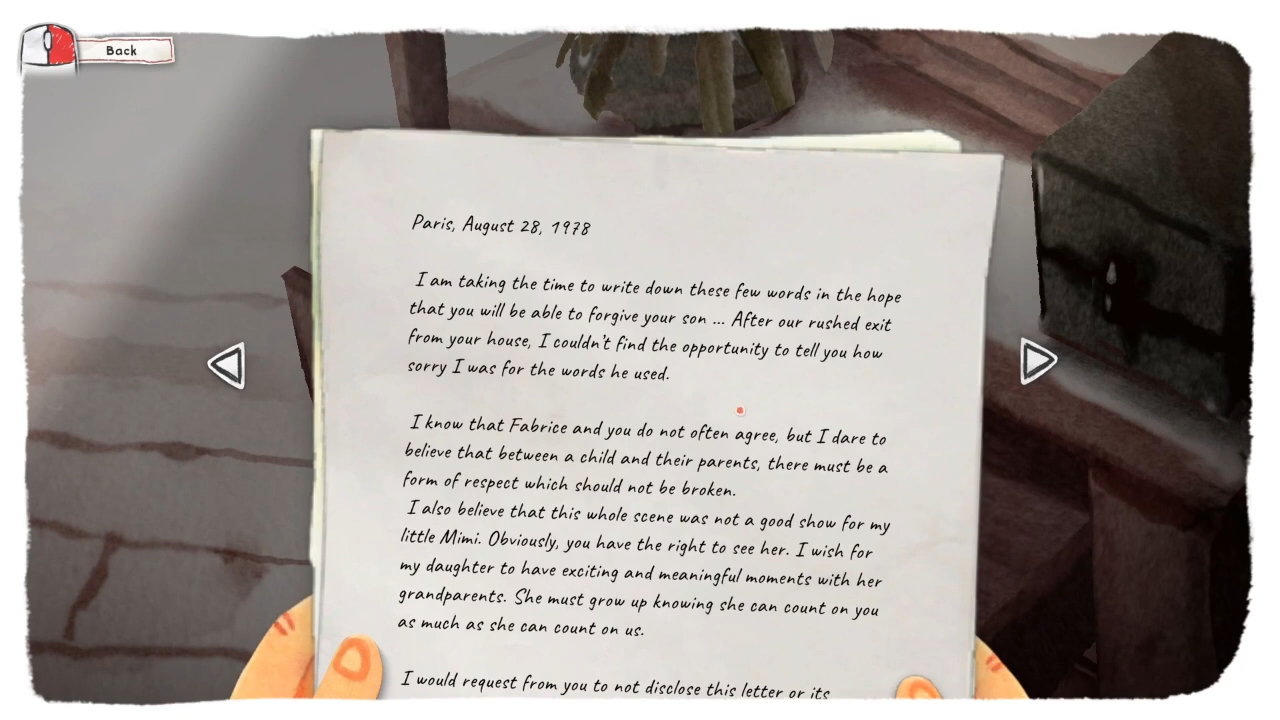 Back
Paris, August 28, 1978
I am taking the time to write down these few words in the hope
that you will be able to forgive your son ... After our rushed exit
from your house, I couldn't find the opportunity to tell you how
sorry I was for the words he used.
I know that Fabrice and you do not often agree, but I dare to
believe that between a child and their parents, there must be a
form of respect which should not be broken.
I also believe that this whole scene was not a good show for my
little Mimi. Obviously, you have the right to see her. I wish for
my daughter to have exciting and meaningful moments with her
grandparents. She must grow up knowing she can count on you
as much as she can count on us.
I would request from you to not disclose this letter or its